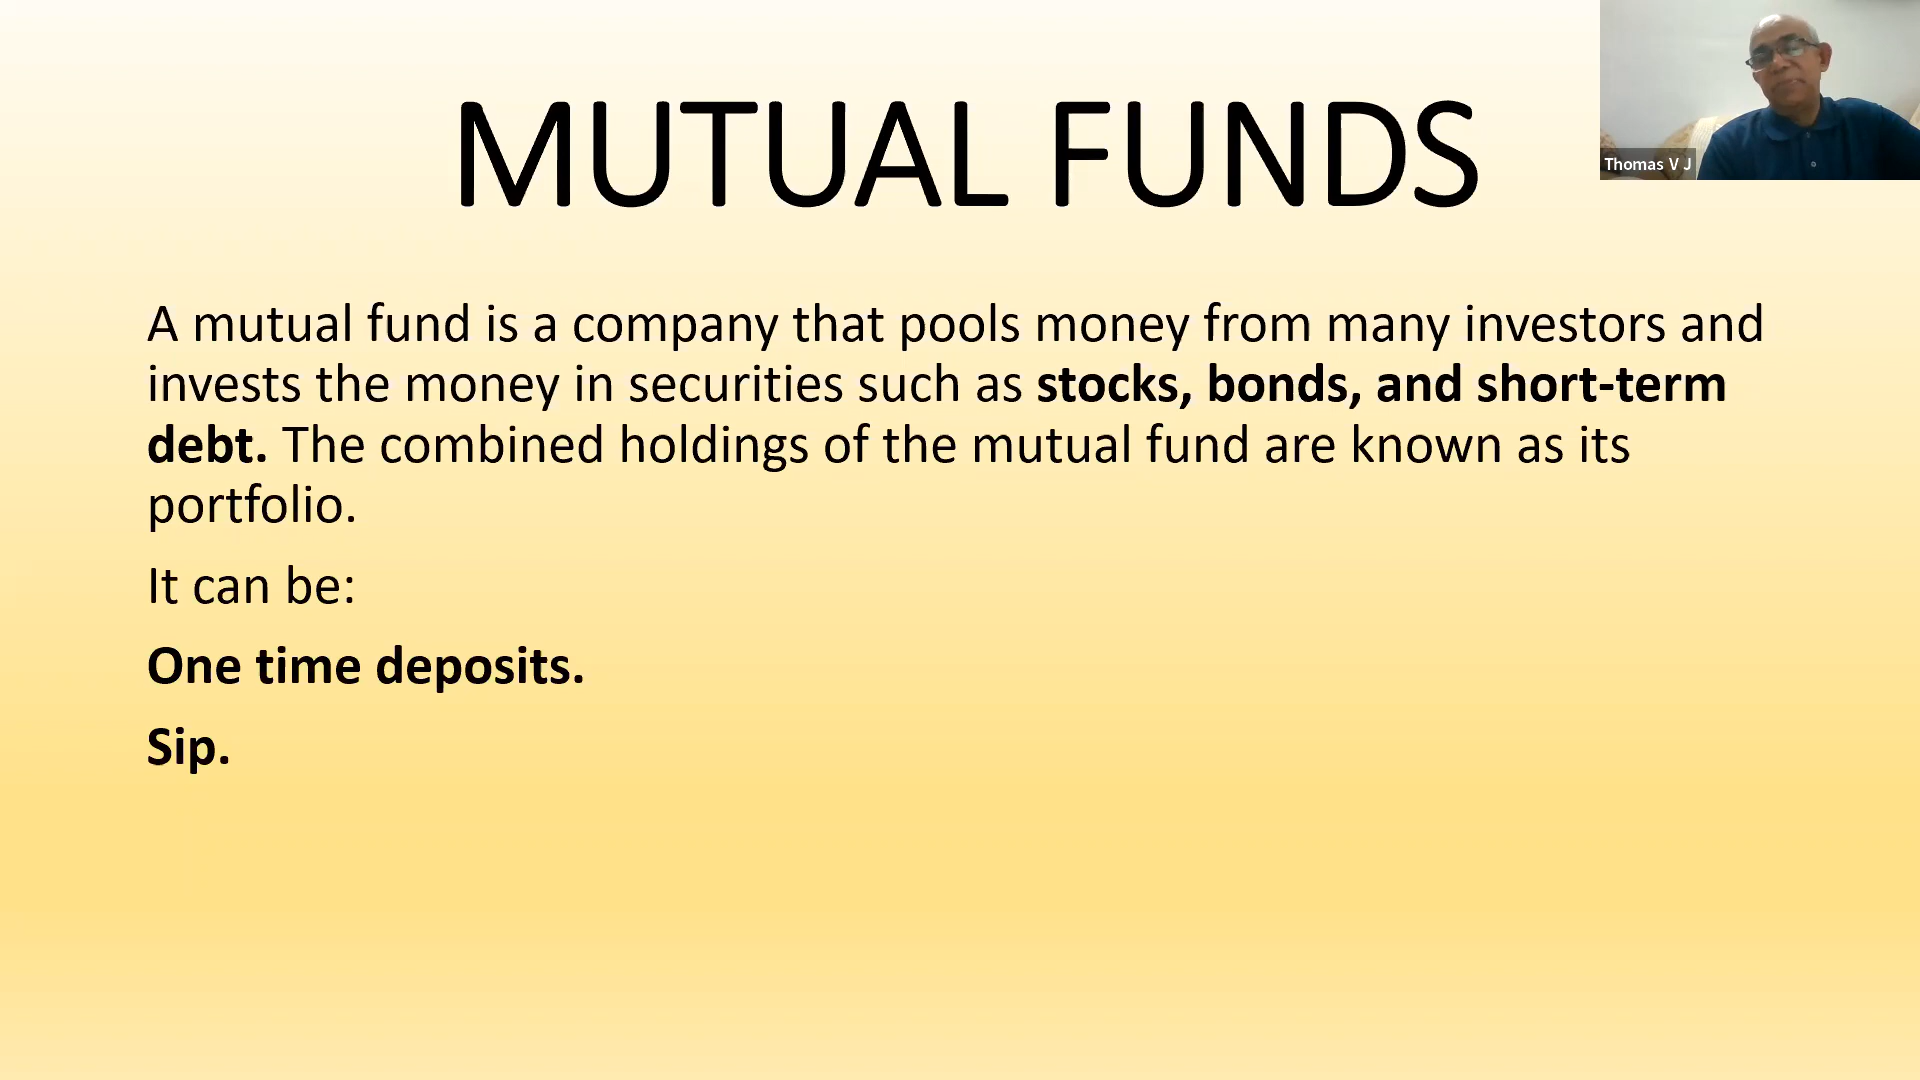 MUTUAL FUNDS
Thomas V J
A mutual fund is a company that pools money from many investors and
invests the money in securities such as stocks, bonds, and short-term
debt. The combined holdings of the mutual fund are known as its
portfolio.
It can be:
One time deposits.
Sip.